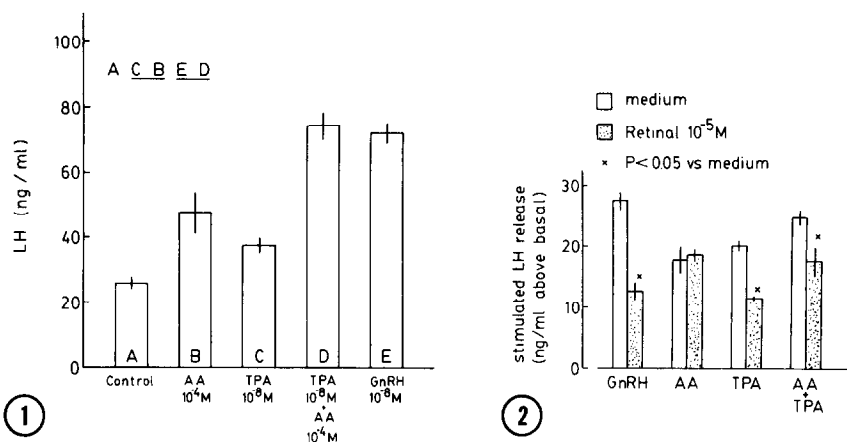 100
80
60
40
20
0
LH (ng/ml)
A C B E D
A
B
C
D
E
Control
AA
10⁻⁴M
TPA
10⁻⁸M
TPA
10⁻⁸M
+
AA
10⁻⁴M
GnRH
10⁻⁸M
1
medium
Retinal 10⁻⁵M
× P<0.05 vs medium
30
20
10
0
stimulated LH release
(ng/ml above basal)
×
×
×
GnRH
AA
TPA
AA
+
TPA
2